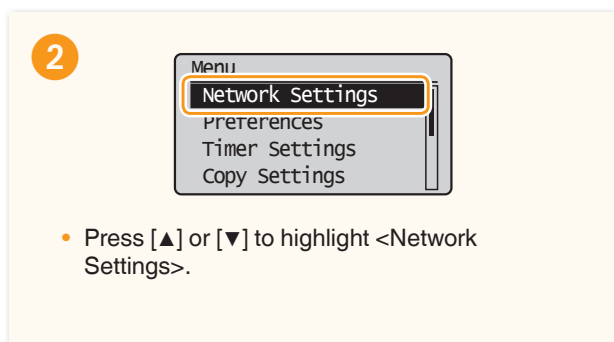 2
Menu
Network Settings
Preferences
Timer Settings
Copy Settings
• Press [▲] or [▼] to highlight <Network
Settings>.